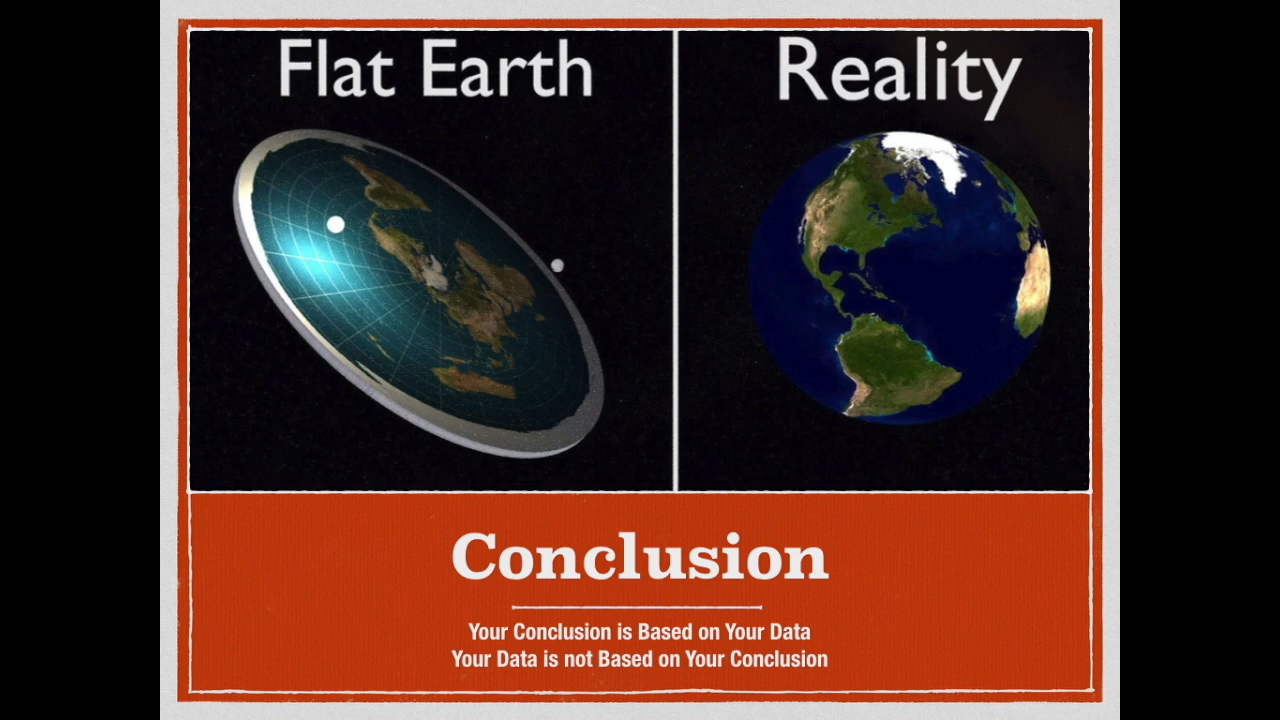 Flat Earth
Reality
Conclusion
Your Conclusion is Based on Your Data
Your Data is not Based on Your Conclusion